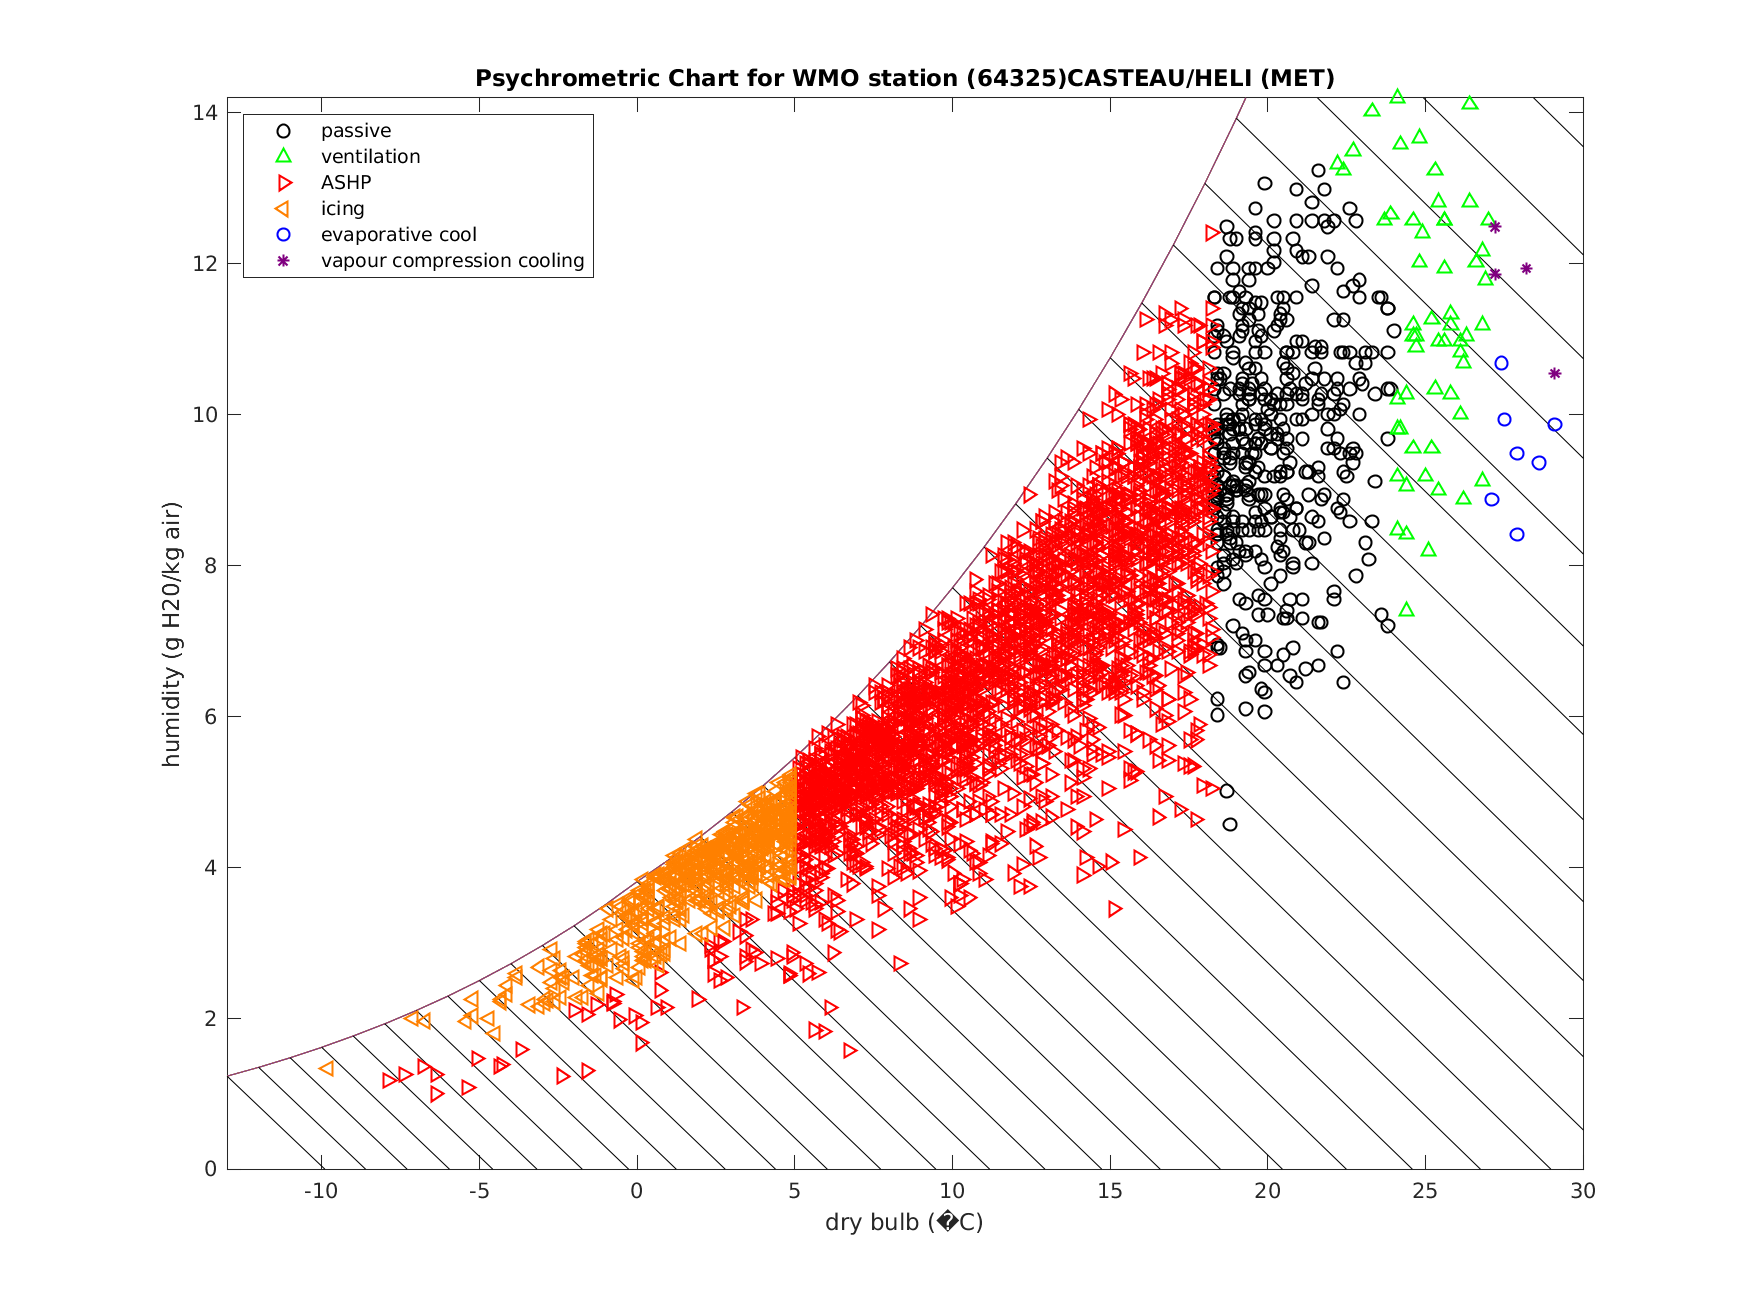 Psychrometric Chart for WMO station (64325)CASTEAU/HELI (MET)
passive
ventilation
ASHP
icing
evaporative cool
vapour compression cooling
humidity (g H20/kg air)
14
12
10
8
6
4
2
0
-10 -5 0 5 10 15 20 25 30
dry bulb (�C)